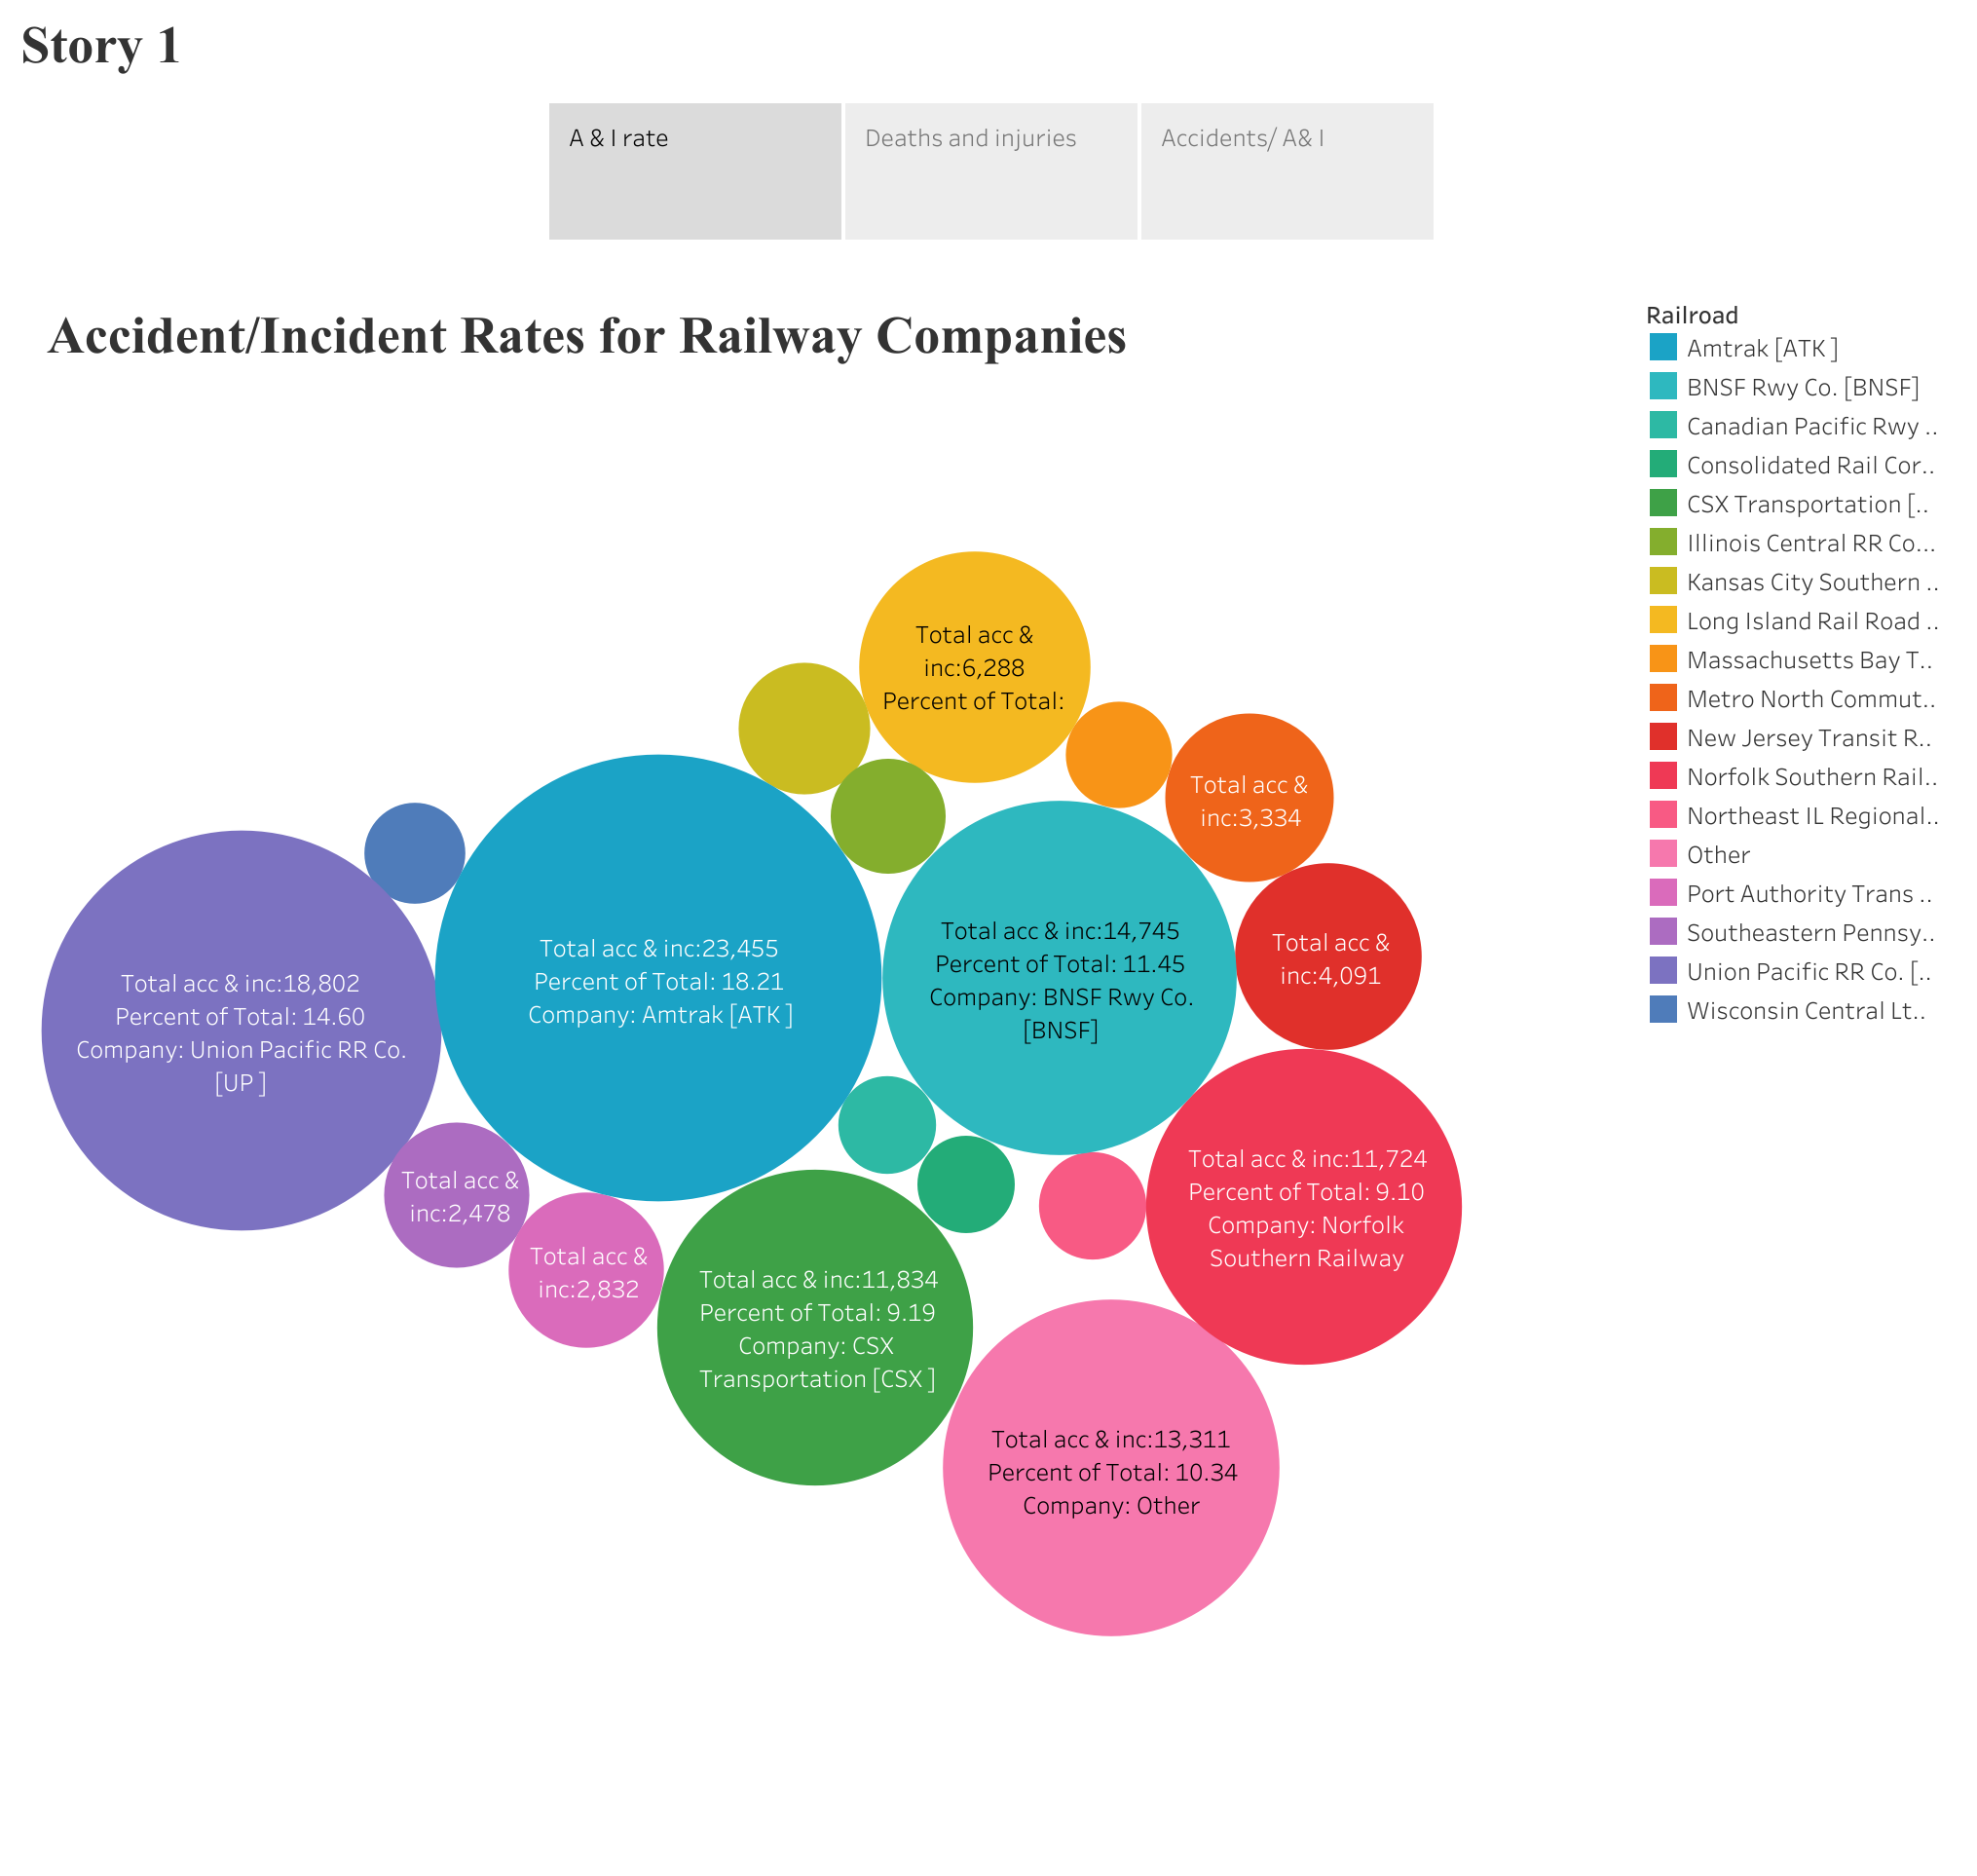 Story 1
A & I rate
Deaths and injuries
Accidents/ A& I
Accident/Incident Rates for Railway Companies
Railroad
Amtrak [ATK ]
BNSF Rwy Co. [BNSF]
Canadian Pacific Rwy ..
Consolidated Rail Cor..
CSX Transportation [..
Illinois Central RR Co...
Kansas City Southern ..
Long Island Rail Road ..
Massachusetts Bay T..
Metro North Commut..
New Jersey Transit R..
Norfolk Southern Rail..
Northeast IL Regional..
Other
Port Authority Trans ..
Southeastern Pennsy..
Union Pacific RR Co. [..
Wisconsin Central Lt..
Total acc &
inc:6,288
Percent of Total:
Total acc &
inc:3,334
Total acc & inc:18,802
Percent of Total: 14.60
Company: Union Pacific RR Co.
[UP ]
Total acc & inc:23,455
Percent of Total: 18.21
Company: Amtrak [ATK ]
Total acc & inc:14,745
Percent of Total: 11.45
Company: BNSF Rwy Co.
[BNSF]
Total acc &
inc:4,091
Total acc &
inc:2,478
Total acc &
inc:2,832
Total acc & inc:11,834
Percent of Total: 9.19
Company: CSX
Transportation [CSX ]
Total acc & inc:11,724
Percent of Total: 9.10
Company: Norfolk
Southern Railway
Total acc & inc:13,311
Percent of Total: 10.34
Company: Other